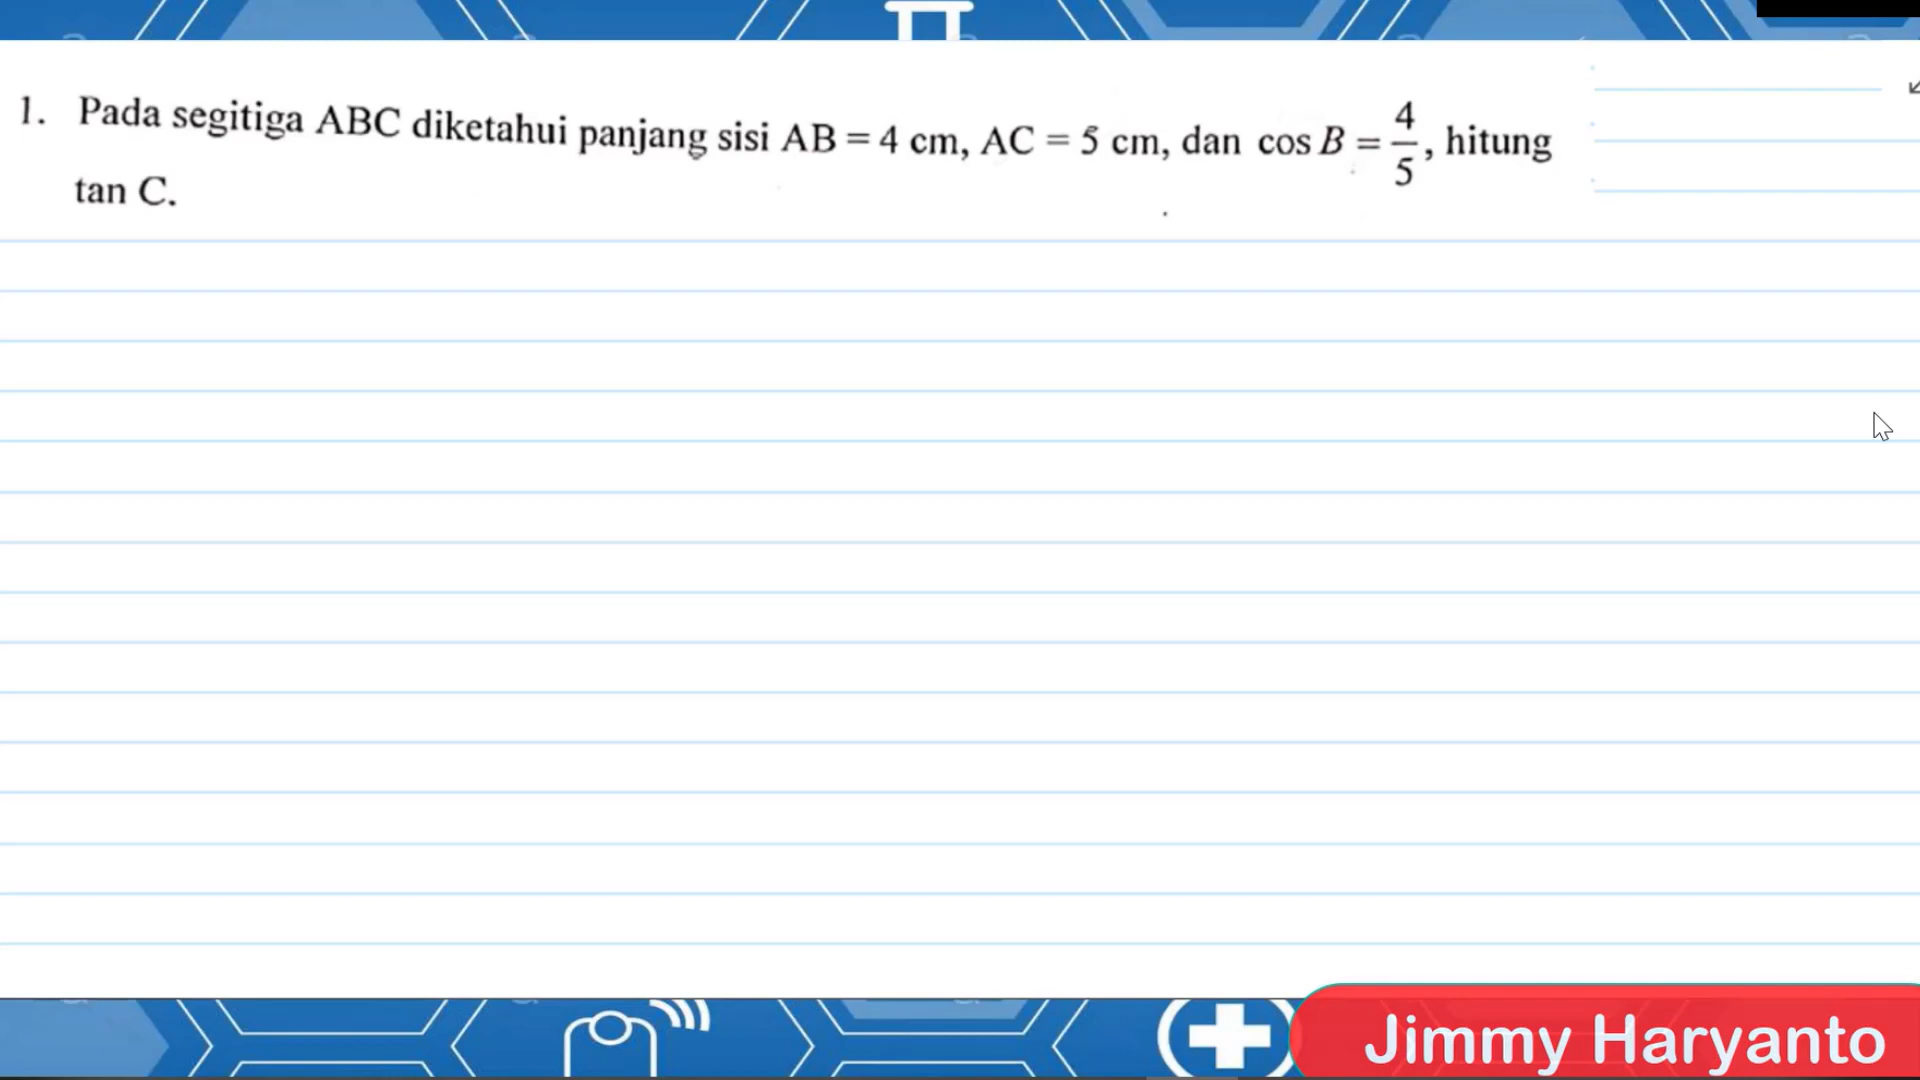 1. Pada segitiga ABC diketahui panjang sisi AB = 4 cm, AC = 5 cm, dan cos B = 4/5, hitung
tan C.
Jimmy Haryanto